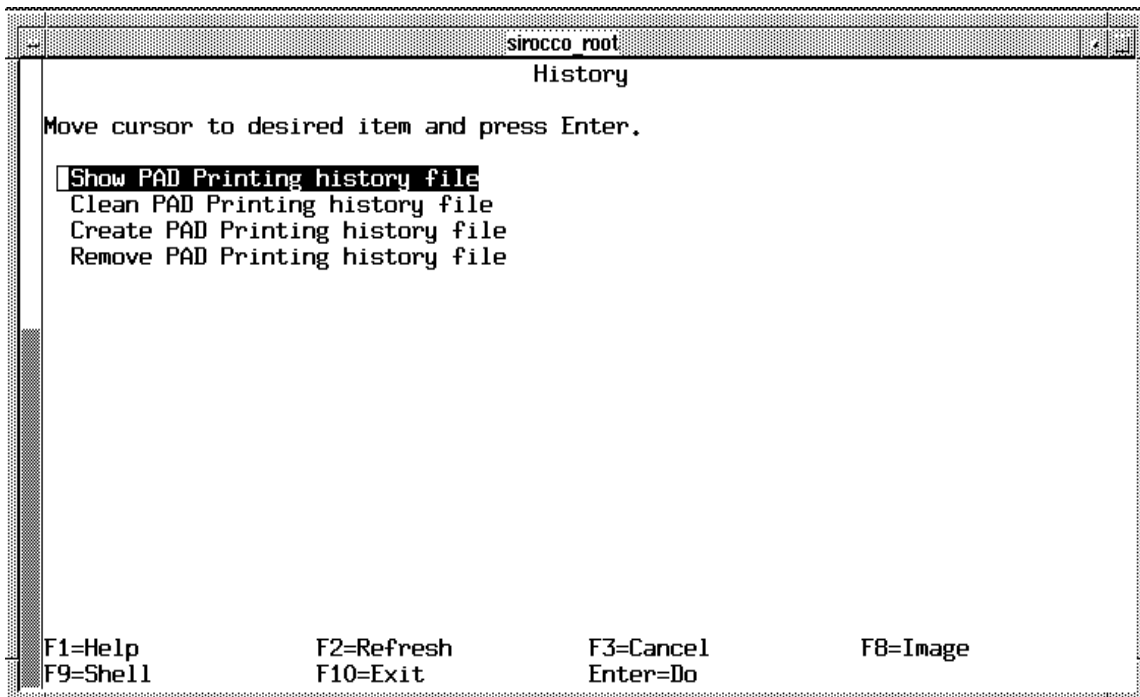 sirocco_root
History
Move cursor to desired item and press Enter.
Show PAD Printing history file
Clean PAD Printing history file
Create PAD Printing history file
Remove PAD Printing history file
F1=Help F2=Refresh F3=Cancel F8=Image
F9=Shell F10=Exit Enter=Do